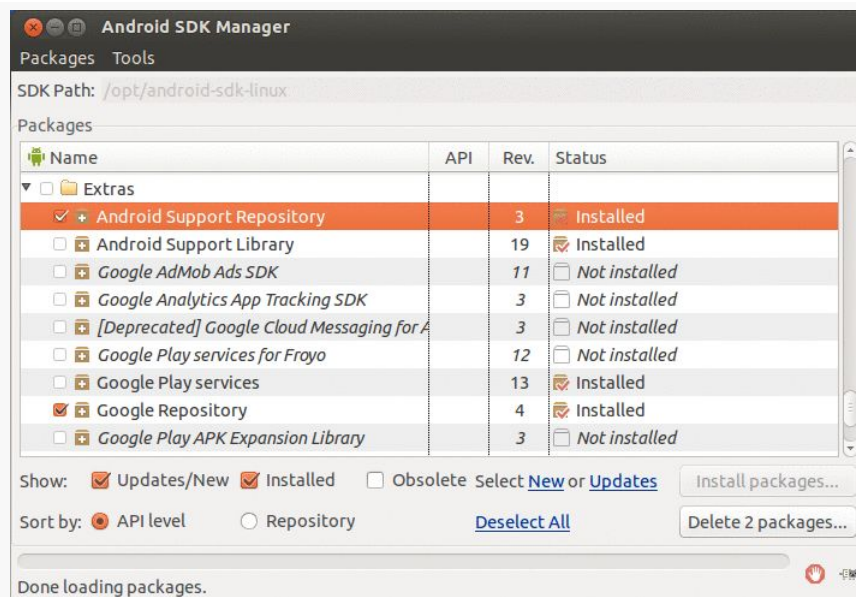 Android SDK Manager
Packages Tools
SDK Path: /opt/android-sdk-linux
Packages
Name API Rev. Status
Extras
Android Support Repository 3 Installed
Android Support Library 19 Installed
Google AdMob Ads SDK 11 Not installed
Google Analytics App Tracking SDK 3 Not installed
[Deprecated] Google Cloud Messaging for A 3 Not installed
Google Play services for Froyo 12 Not installed
Google Play services 13 Installed
Google Repository 4 Installed
Google Play APK Expansion Library 3 Not installed
Show: Updates/New Installed Obsolete Select New or Updates Install packages...
Sort by: API level Repository Deselect All Delete 2 packages...
Done loading packages.